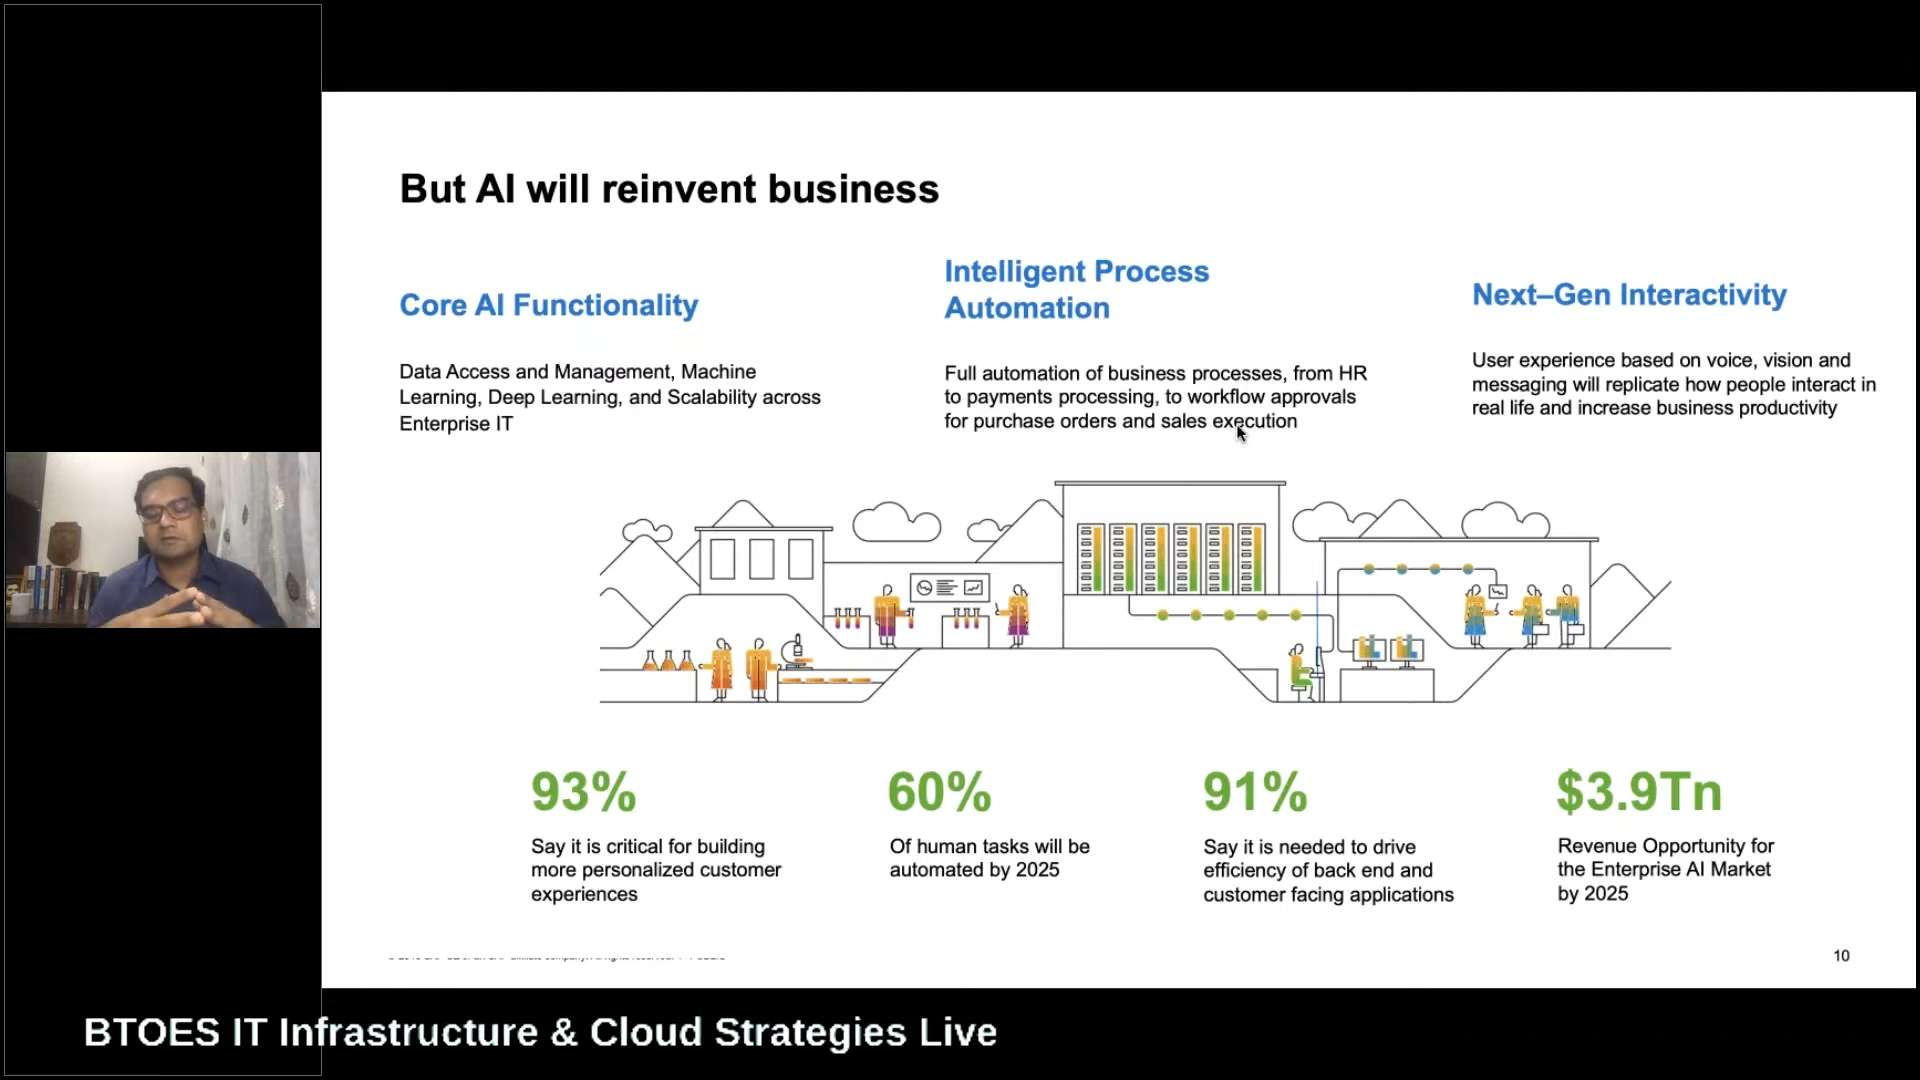 But AI will reinvent business
Core AI Functionality
Data Access and Management, Machine
Learning, Deep Learning, and Scalability across
Enterprise IT
Intelligent Process
Automation
Full automation of business processes, from HR
to payments processing, to workflow approvals
for purchase orders and sales execution
Next–Gen Interactivity
User experience based on voice, vision and
messaging will replicate how people interact in
real life and increase business productivity
93%
Say it is critical for building
more personalized customer
experiences
60%
Of human tasks will be
automated by 2025
91%
Say it is needed to drive
efficiency of back end and
customer facing applications
$3.9Tn
Revenue Opportunity for
the Enterprise AI Market
by 2025
10
BTOES IT Infrastructure & Cloud Strategies Live